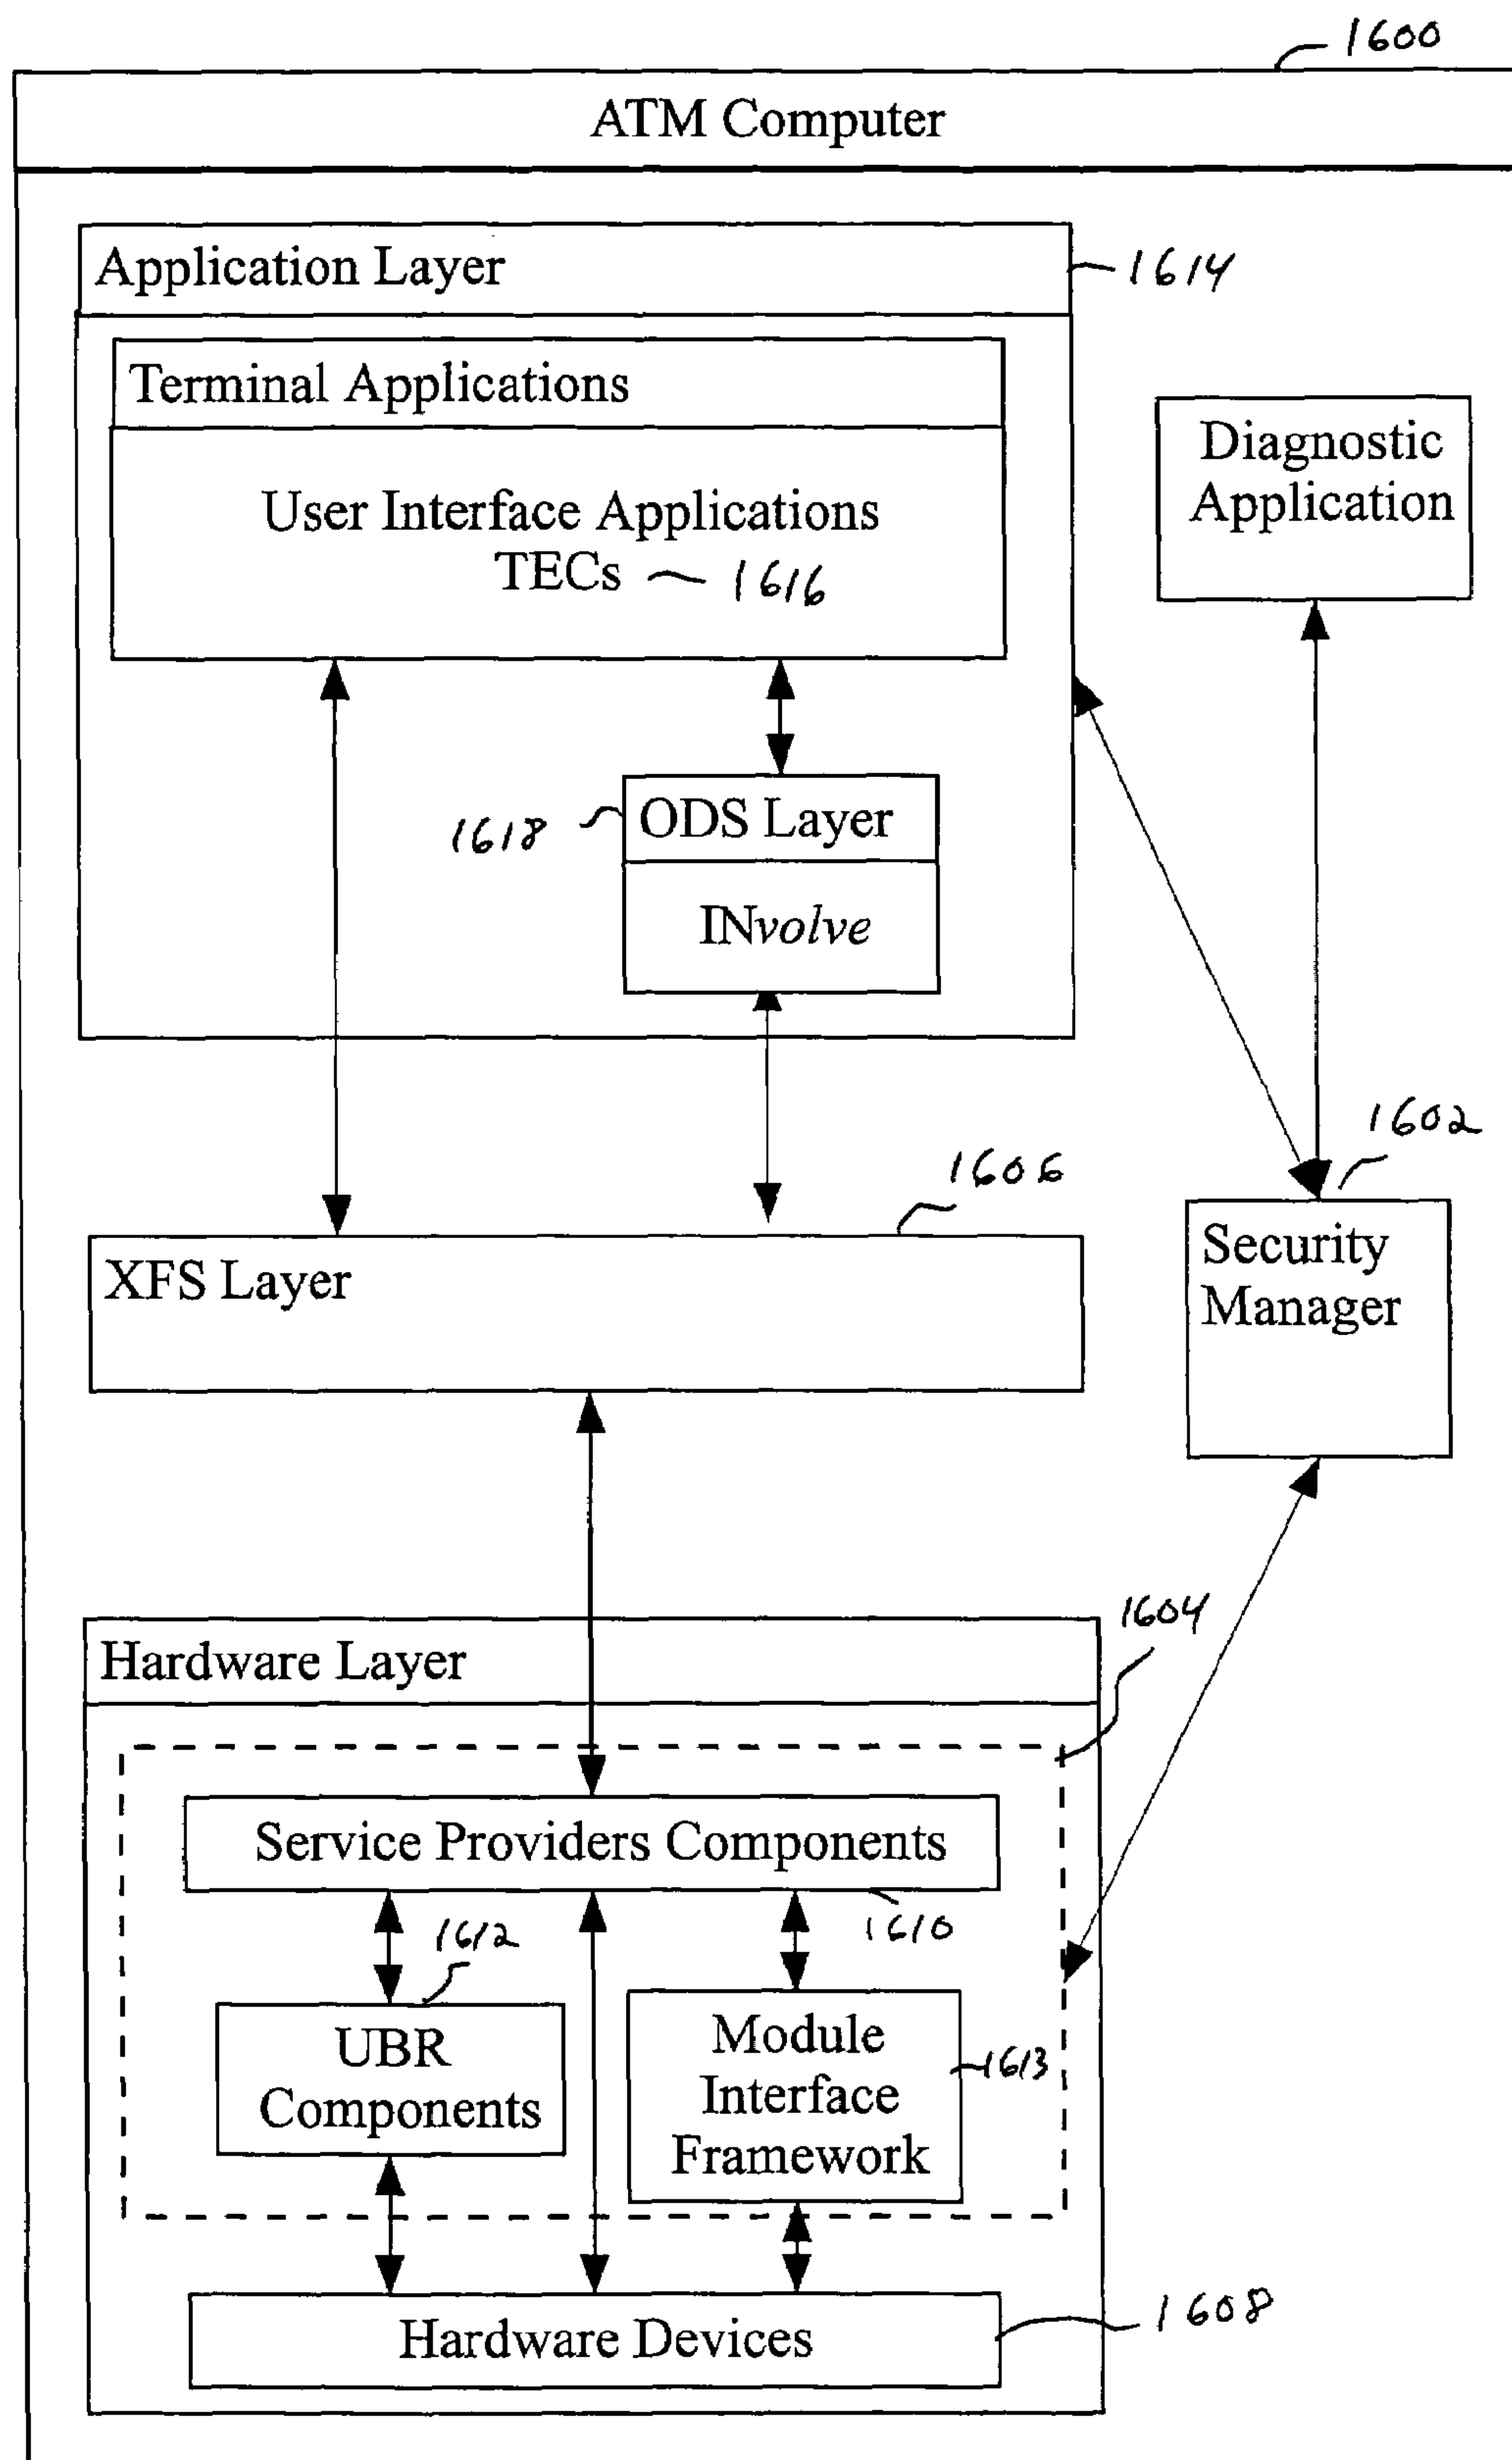 1600
ATM Computer
Application Layer
1614
Terminal Applications
User Interface Applications
TECs
1616
Diagnostic
Application
1618
ODS Layer
INvolve
1602
1606
XFS Layer
Security
Manager
1604
Hardware Layer
Service Providers Components
1610
1612
UBR
Components
Module
Interface
Framework
1613
Hardware Devices
1608